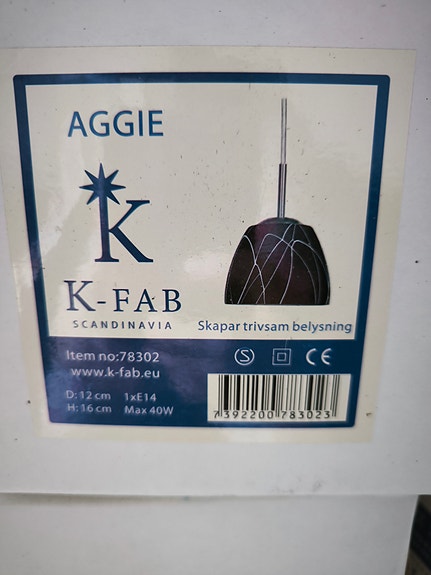 AGGIE
K
K-FAB
SCANDINAVIA
Skapar trivsam belysning
Item no:78302
www.k-fab.eu
S
CE
D: 12 cm 1xE14
H: 16 cm Max 40W
7392200783023